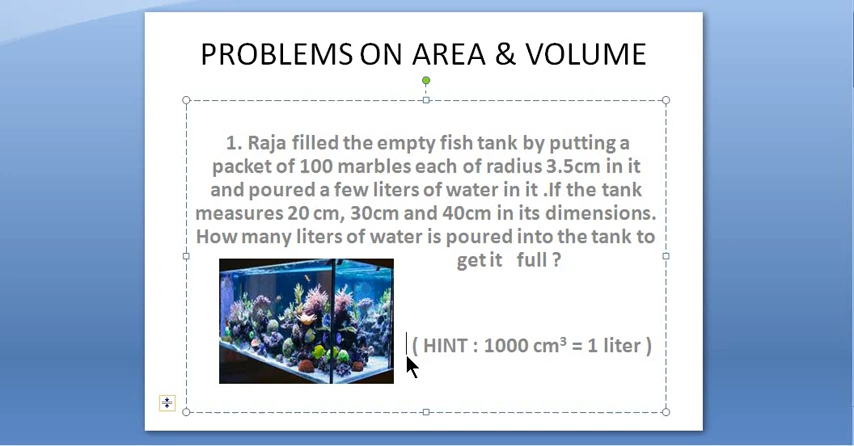 PROBLEMS ON AREA & VOLUME
1. Raja filled the empty fish tank by putting a
packet of 100 marbles each of radius 3.5cm in it
and poured a few liters of water in it .If the tank
measures 20 cm, 30cm and 40cm in its dimensions.
How many liters of water is poured into the tank to
get it full ?
( HINT : 1000 cm³ = 1 liter )